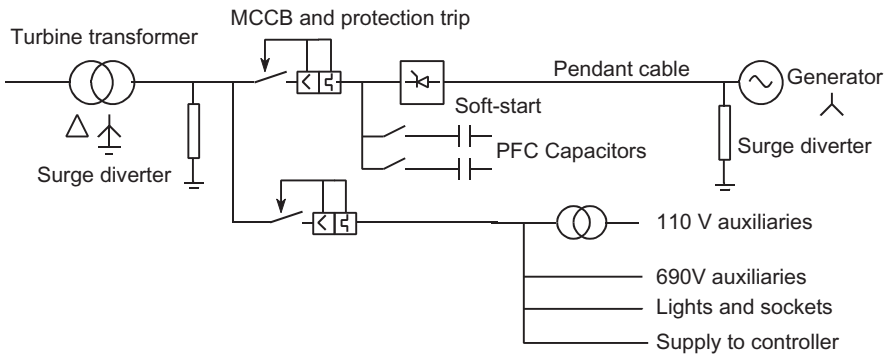 MCCB and protection trip
Turbine transformer
Pendant cable
Generator
Soft-start
PFC Capacitors
Surge diverter
Surge diverter
110 V auxiliaries
690V auxiliaries
Lights and sockets
Supply to controller